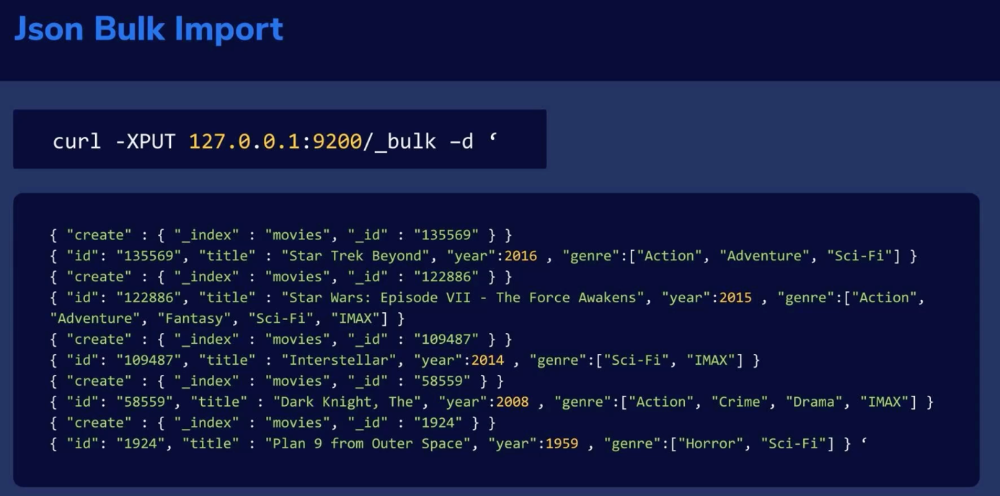 Json Bulk Import
curl -XPUT 127.0.0.1:9200/_bulk –d ‘
{ "create" : { "_index" : "movies", "_id" : "135569" } }
{ "id": "135569", "title" : "Star Trek Beyond", "year":2016 , "genre":["Action", "Adventure", "Sci-Fi"] }
{ "create" : { "_index" : "movies", "_id" : "122886" } }
{ "id": "122886", "title" : "Star Wars: Episode VII - The Force Awakens", "year":2015 , "genre":["Action",
"Adventure", "Fantasy", "Sci-Fi", "IMAX"] }
{ "create" : { "_index" : "movies", "_id" : "109487" } }
{ "id": "109487", "title" : "Interstellar", "year":2014 , "genre":["Sci-Fi", "IMAX"] }
{ "create" : { "_index" : "movies", "_id" : "58559" } }
{ "id": "58559", "title" : "Dark Knight, The", "year":2008 , "genre":["Action", "Crime", "Drama", "IMAX"] }
{ "create" : { "_index" : "movies", "_id" : "1924" } }
{ "id": "1924", "title" : "Plan 9 from Outer Space", "year":1959 , "genre":["Horror", "Sci-Fi"] } ‘